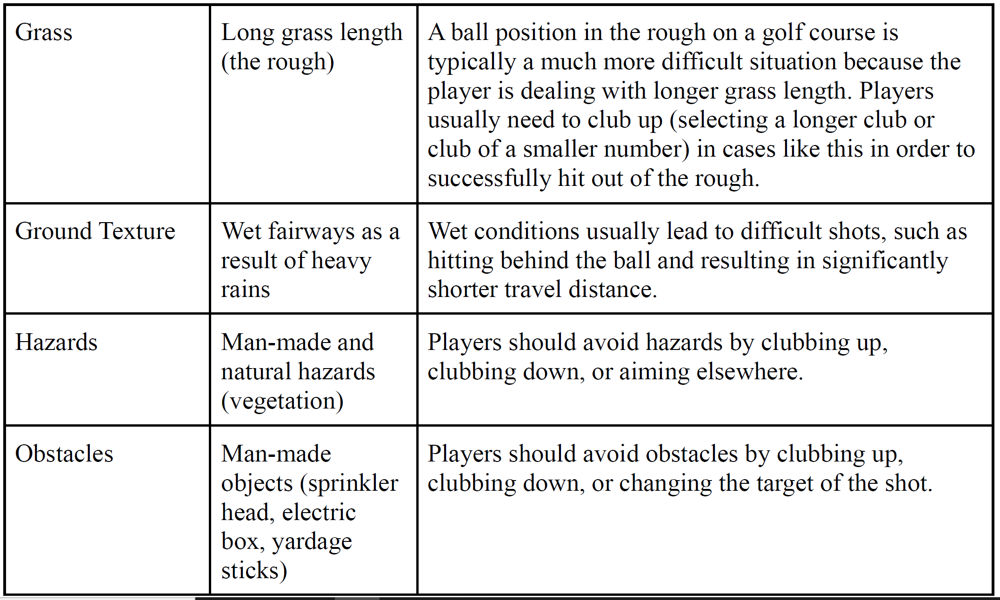 Grass
Long grass length
(the rough)
A ball position in the rough on a golf course is
typically a much more difficult situation because the
player is dealing with longer grass length. Players
usually need to club up (selecting a longer club or
club of a smaller number) in cases like this in order to
successfully hit out of the rough.
Ground Texture
Wet fairways as a
result of heavy
rains
Wet conditions usually lead to difficult shots, such as
hitting behind the ball and resulting in significantly
shorter travel distance.
Hazards
Man-made and
natural hazards
(vegetation)
Players should avoid hazards by clubbing up,
clubbing down, or aiming elsewhere.
Obstacles
Man-made
objects (sprinkler
head, electric
box, yardage
sticks)
Players should avoid obstacles by clubbing up,
clubbing down, or changing the target of the shot.